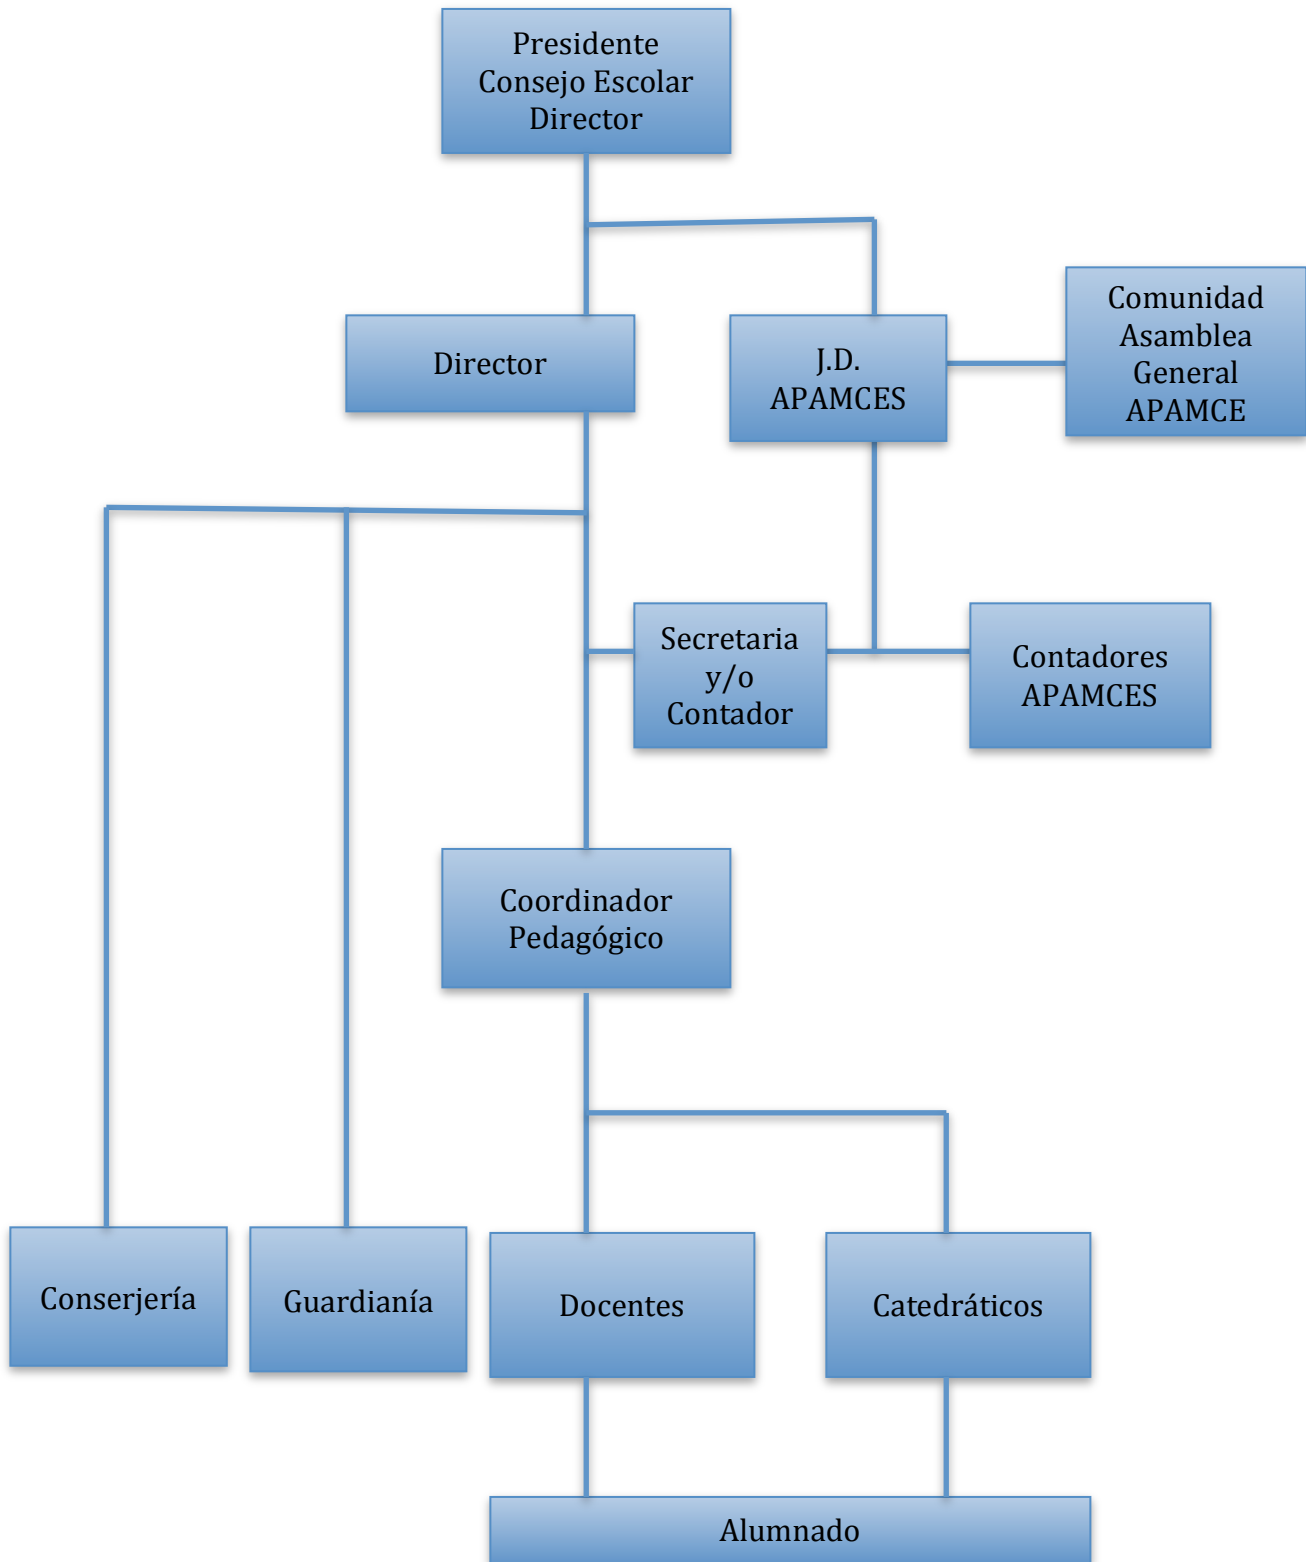 Presidente
Consejo Escolar
Director
Director
J.D.
APAMCES
Comunidad
Asamblea
General
APAMCE
Secretaria
y/o
Contador
Contadores
APAMCES
Coordinador
Pedagógico
Conserjería
Guardianía
Docentes
Catedráticos
Alumnado